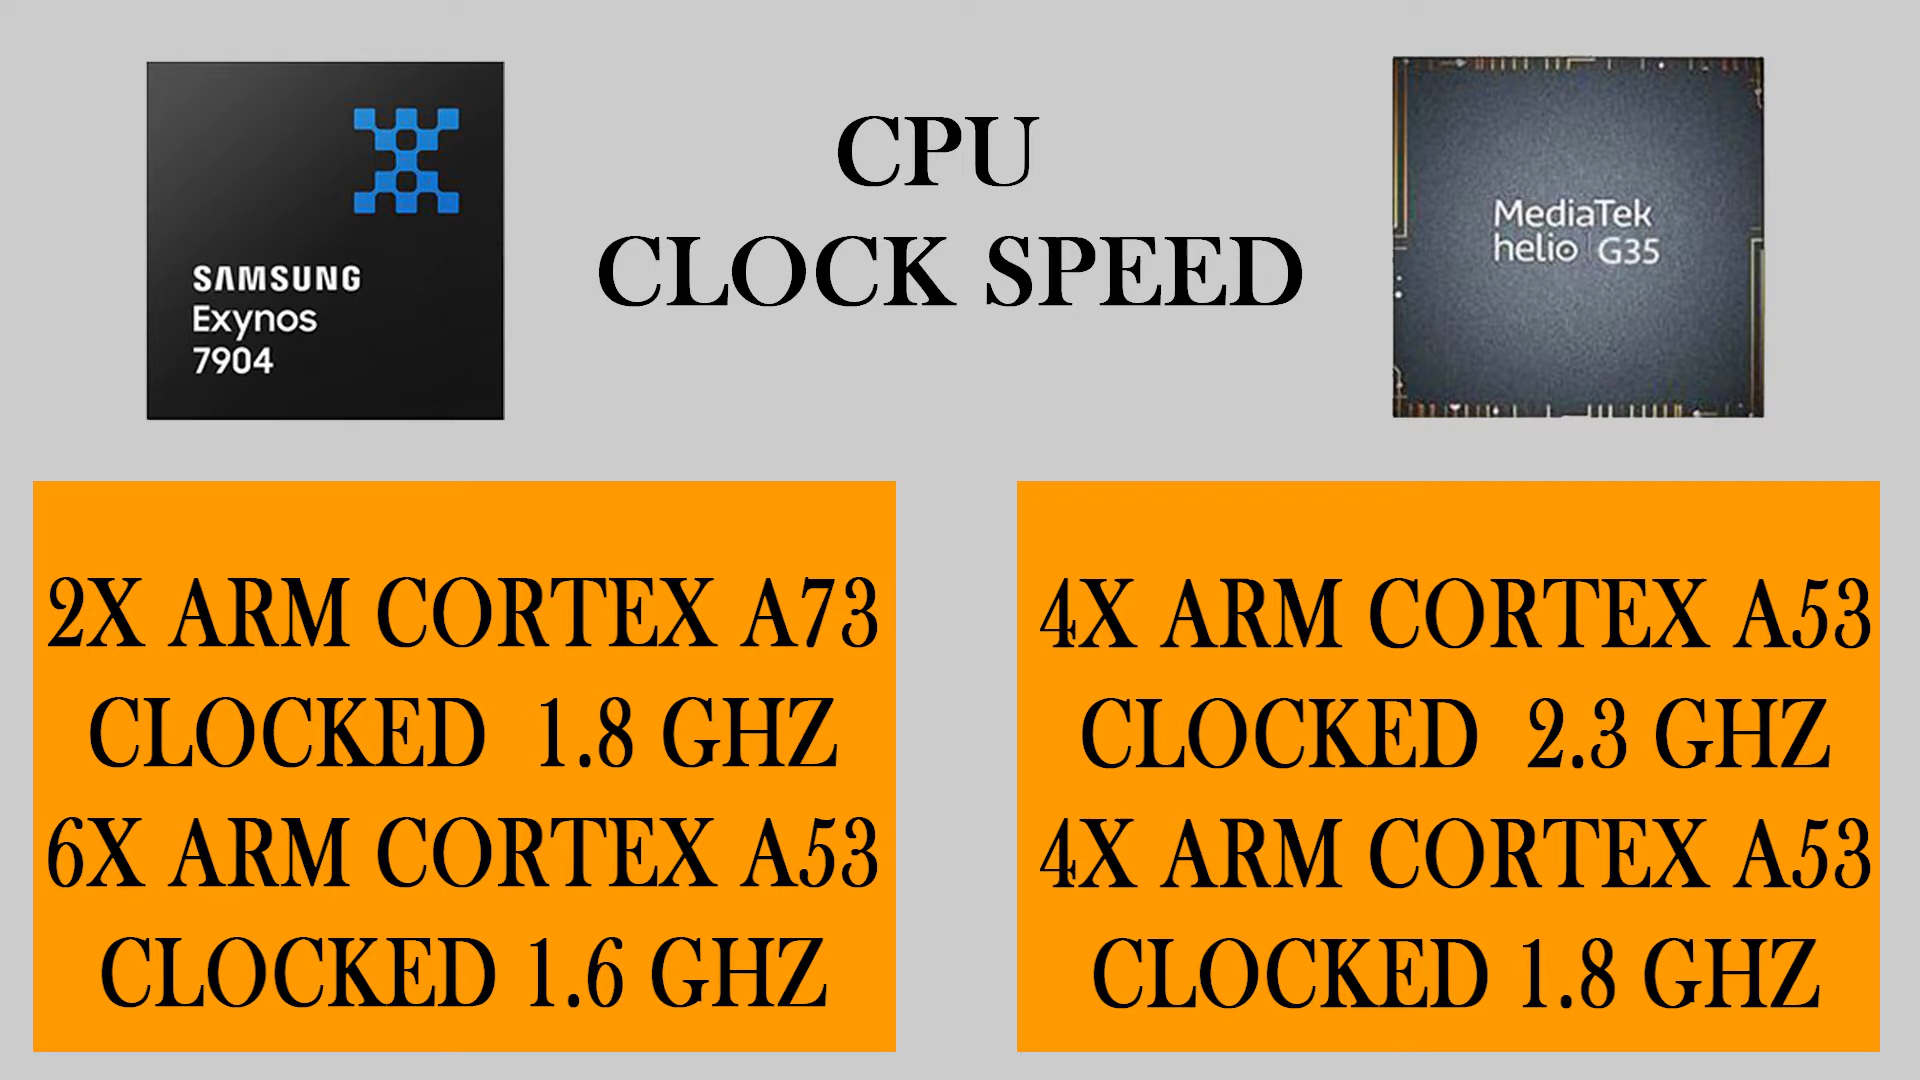 SAMSUNG
Exynos
7904
CPU
CLOCK SPEED
MediaTek
helio G35
2X ARM CORTEX A73
CLOCKED 1.8 GHZ
6X ARM CORTEX A53
CLOCKED 1.6 GHZ
4X ARM CORTEX A53
CLOCKED 2.3 GHZ
4X ARM CORTEX A53
CLOCKED 1.8 GHZ